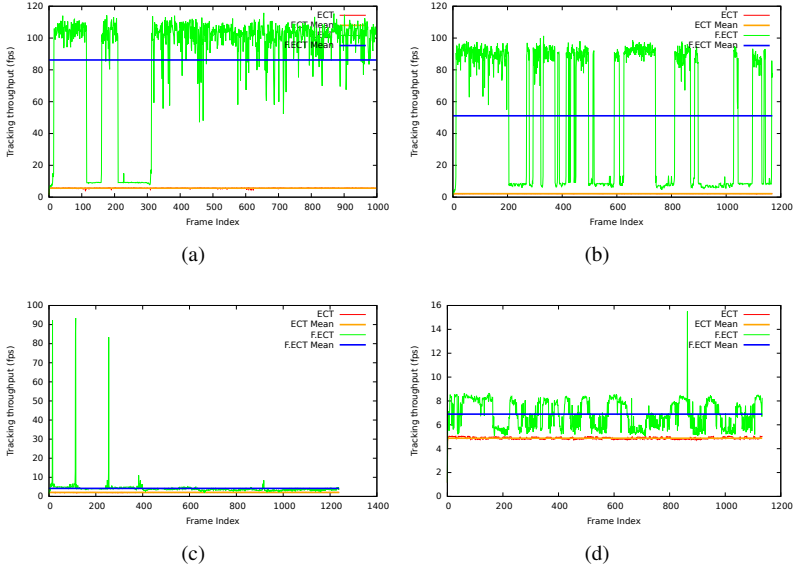 120
100
80
60
40
20
0
Tracking throughput (fps)
0 100 200 300 400 500 600 700 800 900 1000
Frame Index
ECT
ECT Mean
F.ECT
F.ECT Mean
(a)
120
100
80
60
40
20
0
Tracking throughput (fps)
0 200 400 600 800 1000 1200
Frame Index
ECT
ECT Mean
F.ECT
F.ECT Mean
(b)
100
90
80
70
60
50
40
30
20
10
0
Tracking throughput (fps)
0 200 400 600 800 1000 1200 1400
Frame Index
ECT
ECT Mean
F.ECT
F.ECT Mean
(c)
16
14
12
10
8
6
4
2
0
Tracking throughput (fps)
0 200 400 600 800 1000 1200
Frame Index
ECT
ECT Mean
F.ECT
F.ECT Mean
(d)